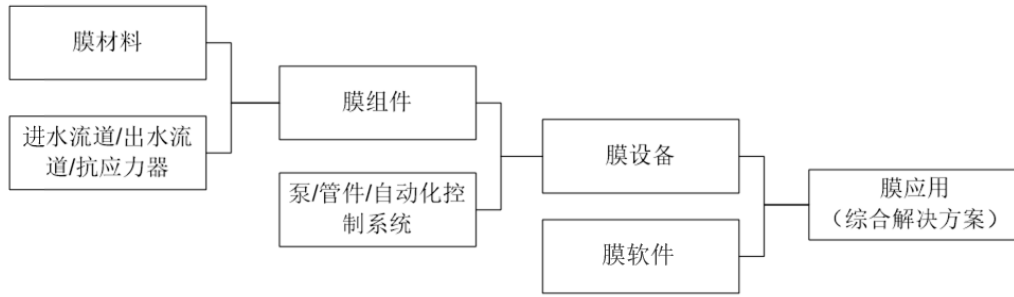 膜材料
进水流道/出水流
道/抗应力器
膜组件
泵/管件/自动化控
制系统
膜设备
膜软件
膜应用
（综合解决方案）